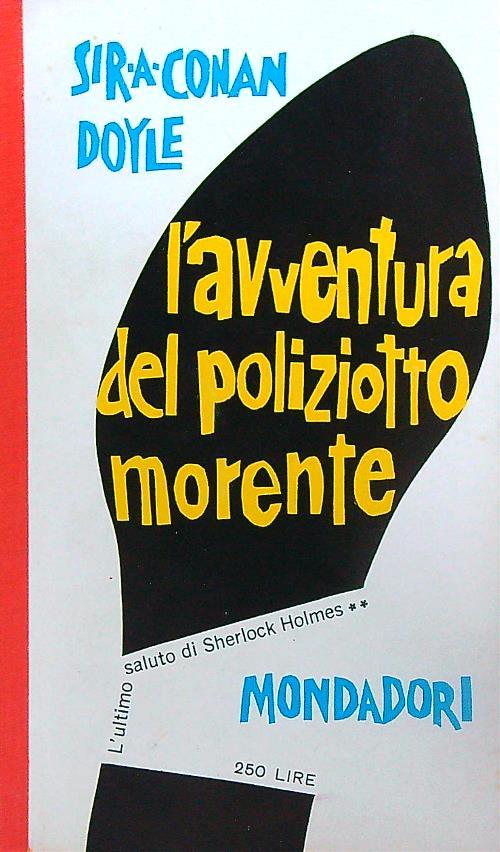 SIR·A·CONAN
DOYLE
l'avventura
del poliziotto
morente
L'ultimo saluto di Sherlock Holmes **
MONDADORI
250 LIRE